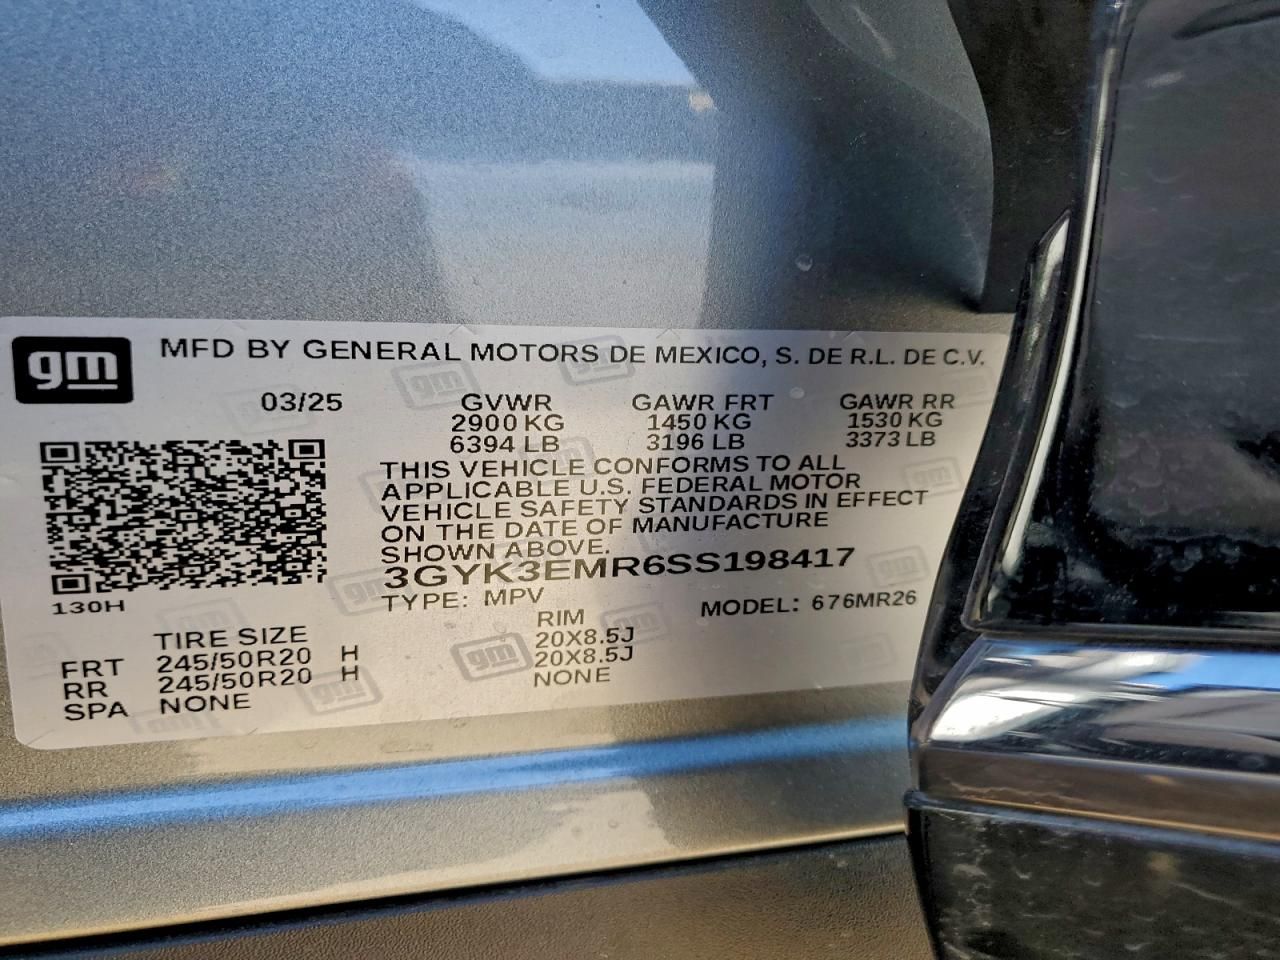 gm MFD BY GENERAL MOTORS DE MEXICO, S. DE R.L. DE C.V.
03/25 GVWR GAWR FRT GAWR RR
2900 KG 1450 KG 1530 KG
6394 LB 3196 LB 3373 LB
THIS VEHICLE CONFORMS TO ALL
APPLICABLE U.S. FEDERAL MOTOR
VEHICLE SAFETY STANDARDS IN EFFECT
ON THE DATE OF MANUFACTURE
SHOWN ABOVE.
3GYK3EMR6SS198417
130H
TYPE: MPV MODEL: 676MR26
TIRE SIZE RIM
FRT 245/50R20 H 20X8.5J
RR 245/50R20 H 20X8.5J
SPA NONE NONE